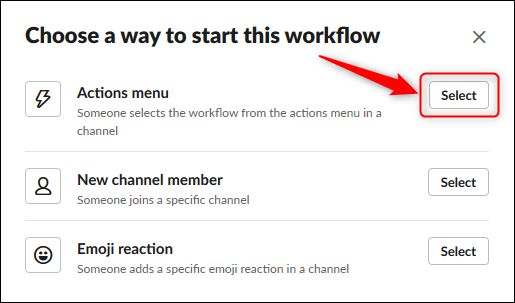 Choose a way to start this workflow
Actions menu
Someone selects the workflow from the actions menu in a
channel
Select
New channel member
Someone joins a specific channel
Select
Emoji reaction
Someone adds a specific emoji reaction in a channel
Select